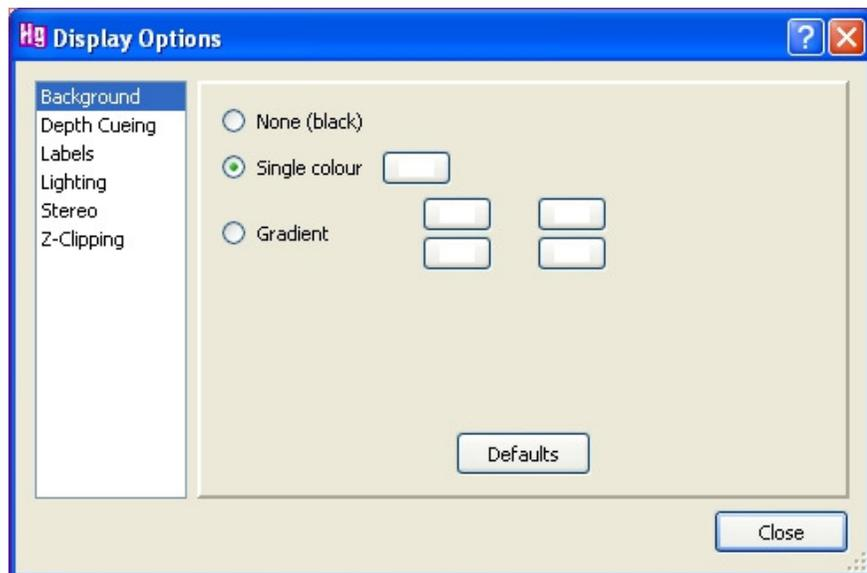 Hg Display Options
?
Background
Depth Cueing
Labels
Lighting
Stereo
Z-Clipping
None (black)
Single colour
Gradient
Defaults
Close